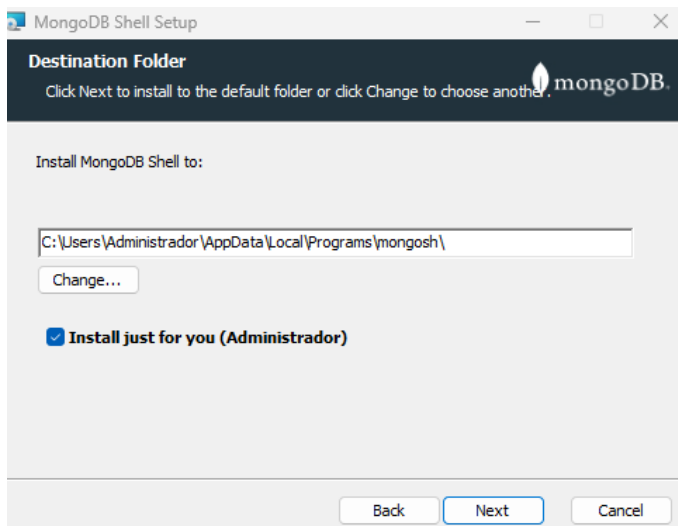 MongoDB Shell Setup
Destination Folder
Click Next to install to the default folder or click Change to choose another.
mongoDB.
Install MongoDB Shell to:
C:\Users\Administrador\AppData\Local\Programs\mongosh\
Change...
Install just for you (Administrador)
Back Next Cancel